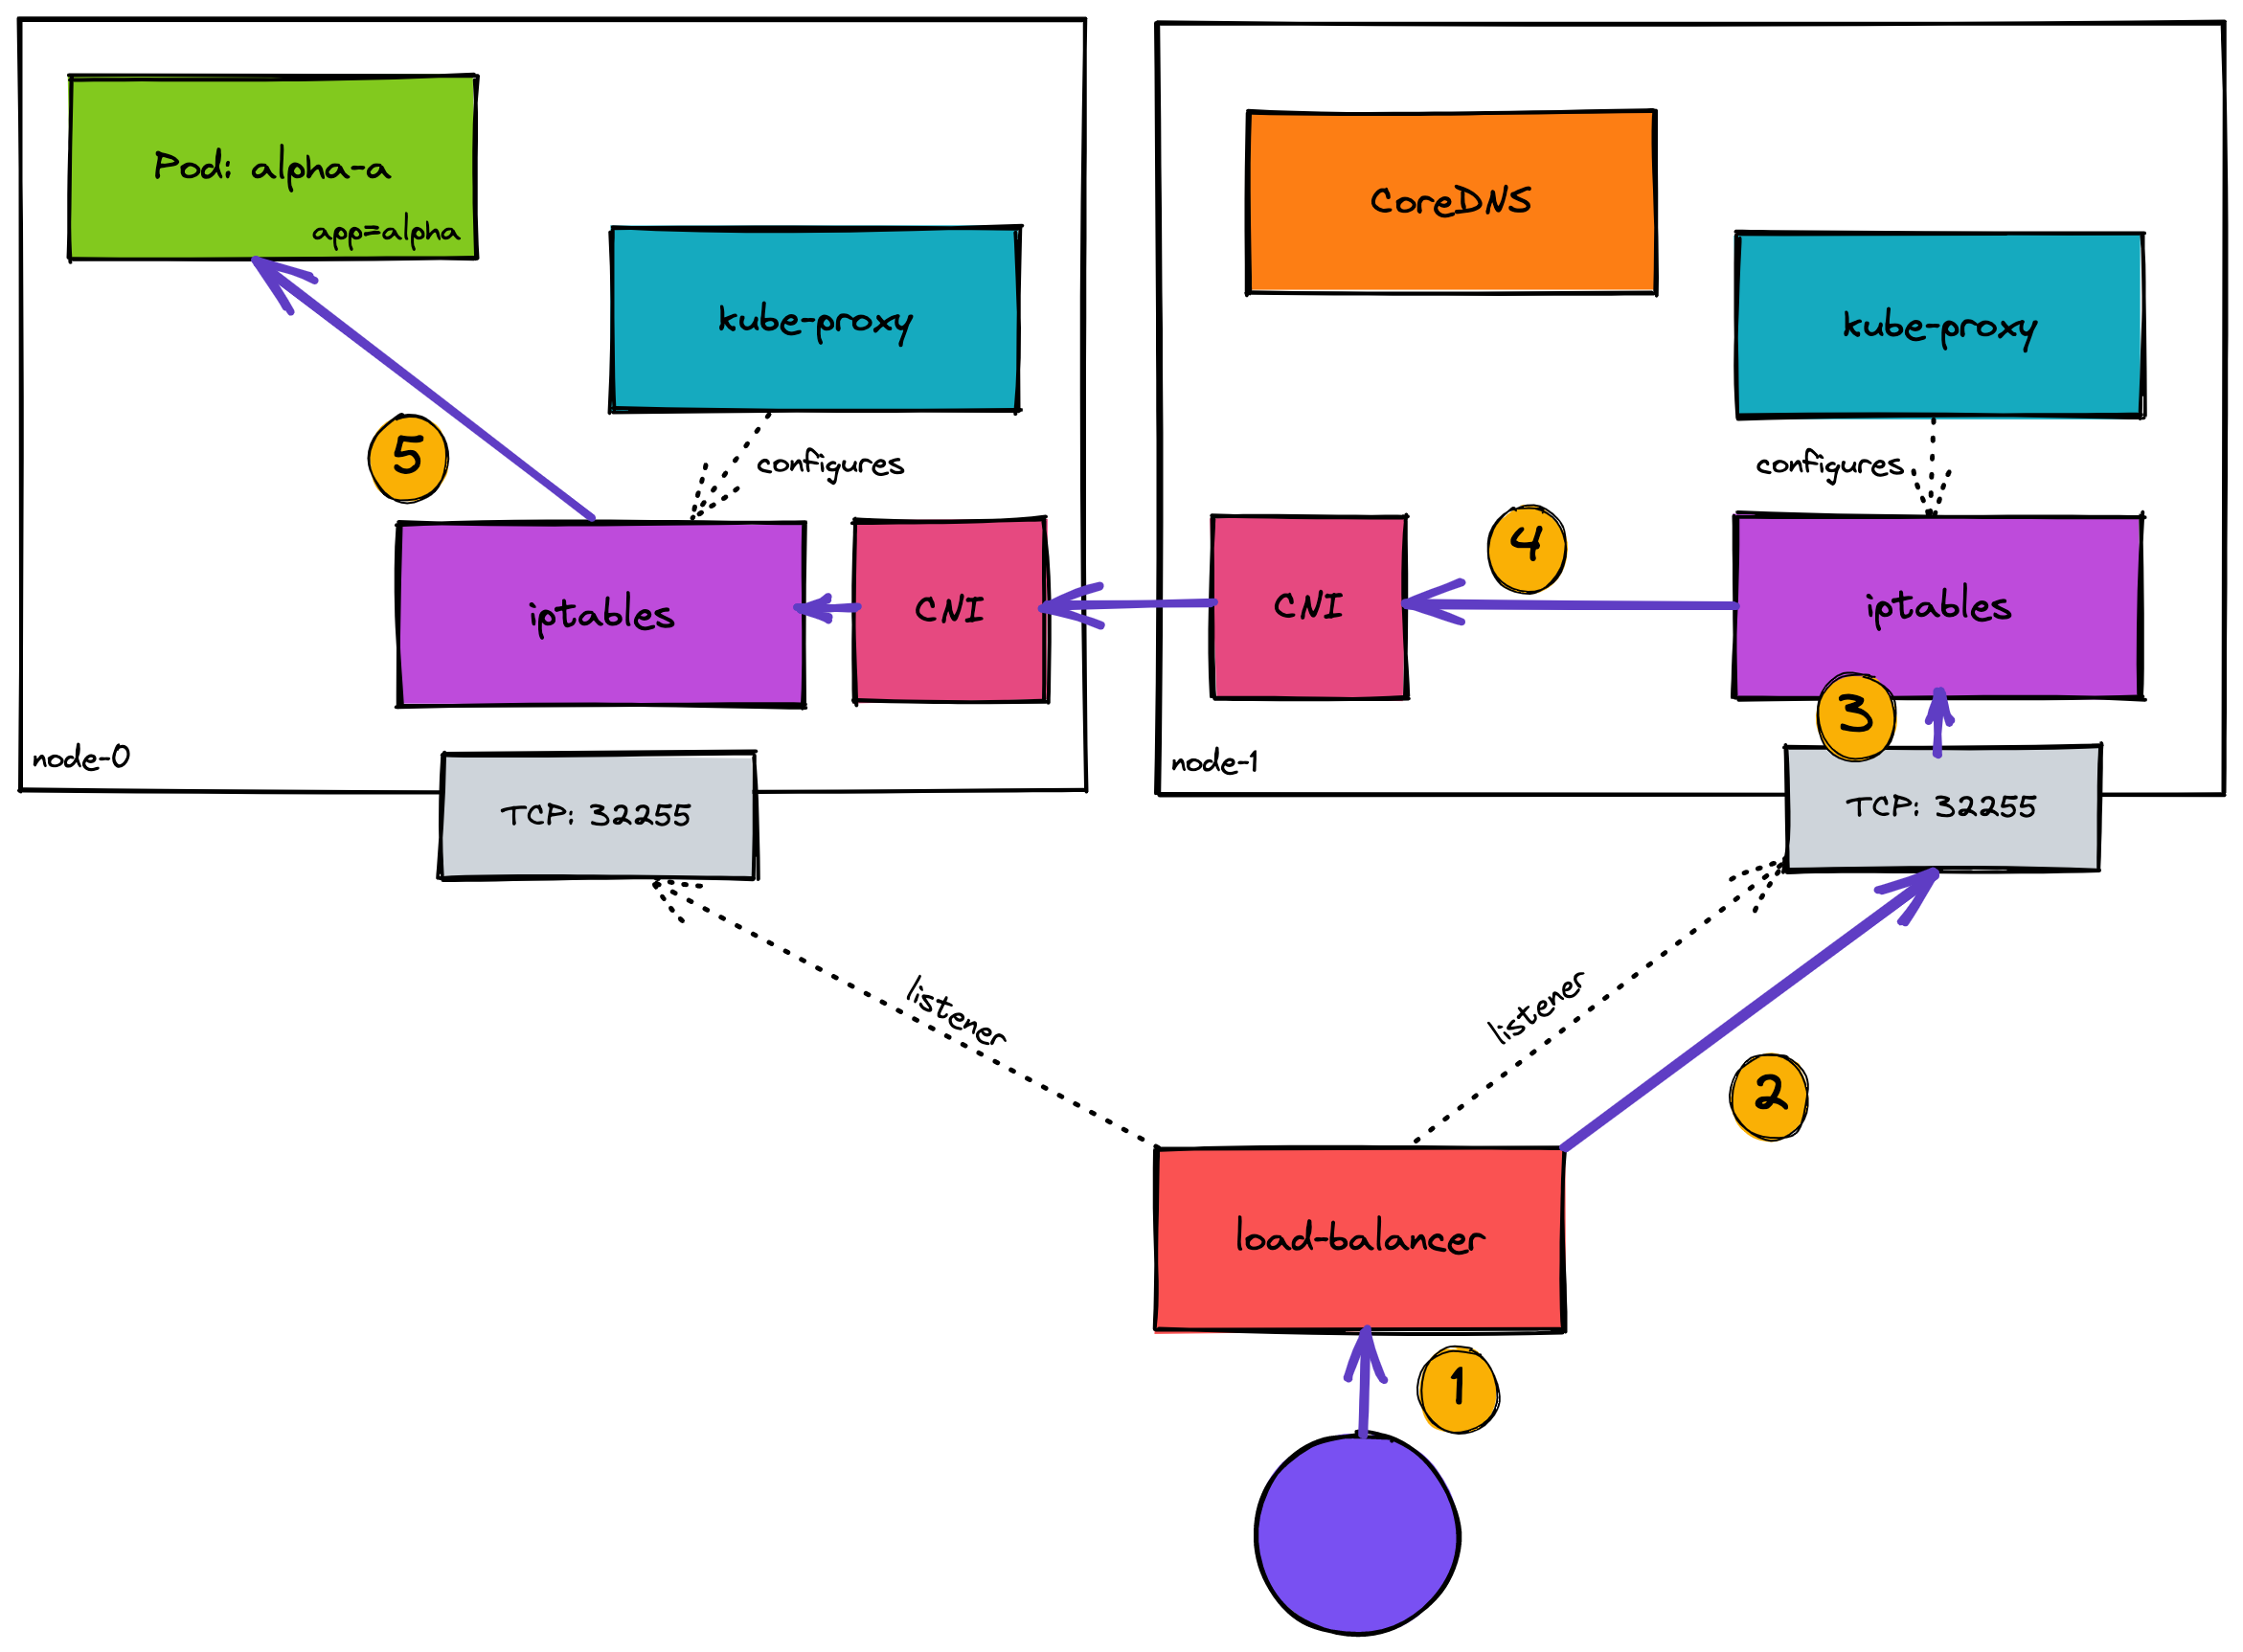 Pod: alpha-a
app=alpha
kube-proxy
configues
5
iptables
CNI
node-0
TCP: 32255
CoreDNS
kube-proxy
configures
4
CNI
iptables
3
node-1
TCP: 32255
listener
listener
2
load-balancer
1